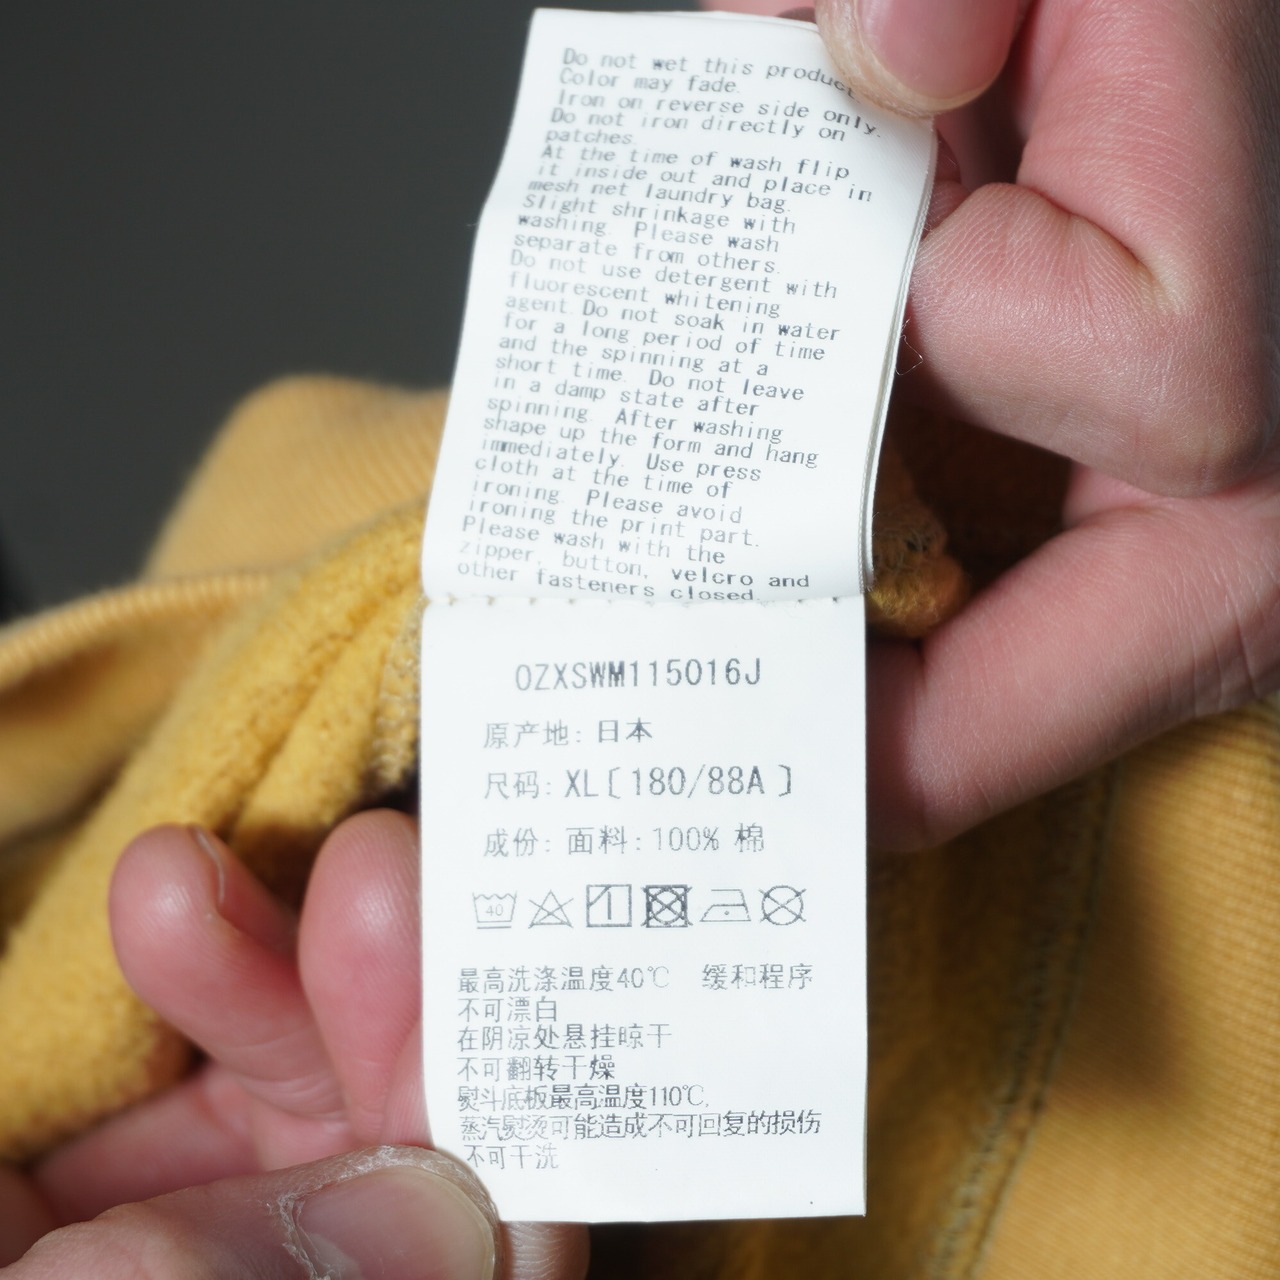 Do not wet this product.
Color may fade.
Iron on reverse side only.
Do not iron directly on
patches.
At the time of wash flip
it inside out and place in
mesh net laundry bag.
Slight shrinkage with
washing. Please wash
separate from others.
Do not use detergent with
fluorescent whitening
agent.Do not soak in water
for a long period of time
and the spinning at a
short time. Do not leave
in a damp state after
spinning. After washing
shape up the form and hang
immediately. Use press
cloth at the time of
ironing. Please avoid
ironing the print part.
Please wash with the
zipper, button, velcro and
other fasteners closed.
0ZXSWM115016J
原产地: 日本
尺码: XL〔180/88A〕
成份: 面料:100% 棉
40
最高洗涤温度40℃ 缓和程序
不可漂白
在阴凉处悬挂晾干
不可翻转干燥
熨斗底板最高温度110℃,
蒸汽熨烫可能造成不可回复的损伤
不可干洗